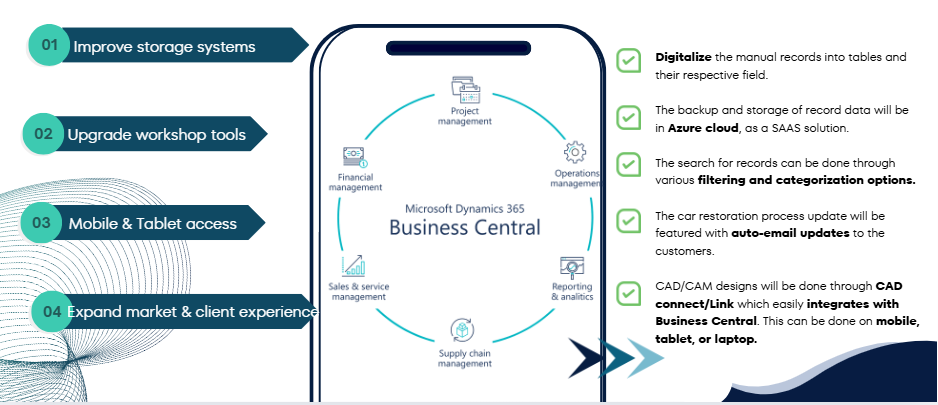 01 Improve storage systems
02 Upgrade workshop tools
03 Mobile & Tablet access
04 Expand market & client experience
Project
management
Financial
management
Operations
management
Microsoft Dynamics 365
Business Central
Sales & service
management
Reporting
& analitics
Supply chain
management
Digitalize the manual records into tables and
their respective field.
The backup and storage of record data will be
in Azure cloud, as a SAAS solution.
The search for records can be done through
various filtering and categorization options.
The car restoration process update will be
featured with auto-email updates to the
customers.
CAD/CAM designs will be done through CAD
connect/Link which easily integrates with
Business Central. This can be done on mobile,
tablet, or laptop.